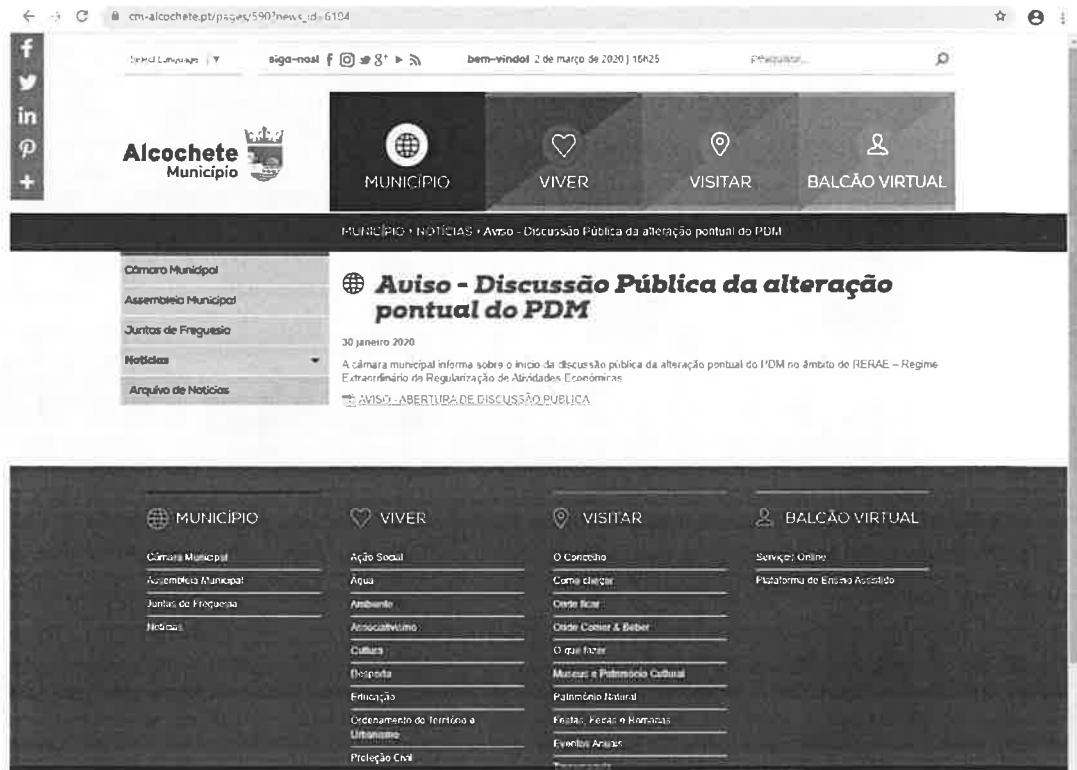 cm-alcochete.pt/pages/590?news_id=6194
Select Language
siga-nos!
bem-vindo! 2 de março de 2020 | 16h25
pesquisar...
Alcochete
Município
MUNICÍPIO
VIVER
VISITAR
BALCÃO VIRTUAL
MUNICÍPIO › NOTÍCIAS › Aviso - Discussão Pública da alteração pontual do PDM
Câmara Municipal
Assembleia Municipal
Juntas de Freguesia
Notícias
Arquivo de Notícias
Aviso - Discussão Pública da alteração
pontual do PDM
30 janeiro 2020
A câmara municipal informa sobre o início da discussão pública da alteração pontual do PDM no âmbito do RERAE – Regime
Extraordinário de Regularização de Atividades Económicas
AVISO - ABERTURA DE DISCUSSÃO PÚBLICA
MUNICÍPIO
Câmara Municipal
Assembleia Municipal
Juntas de Freguesia
Notícias
VIVER
Ação Social
Água
Ambiente
Associativismo
Cultura
Desporto
Educação
Ordenamento do Território e
Urbanismo
Proteção Civil
VISITAR
O Concelho
Como chegar
Onde ficar
Onde Comer & Beber
O que fazer
Museus e Património Cultural
Património Natural
Festas, Feiras e Romarias
Eventos Anuais
BALCÃO VIRTUAL
Serviços Online
Plataforma de Ensino Assistido